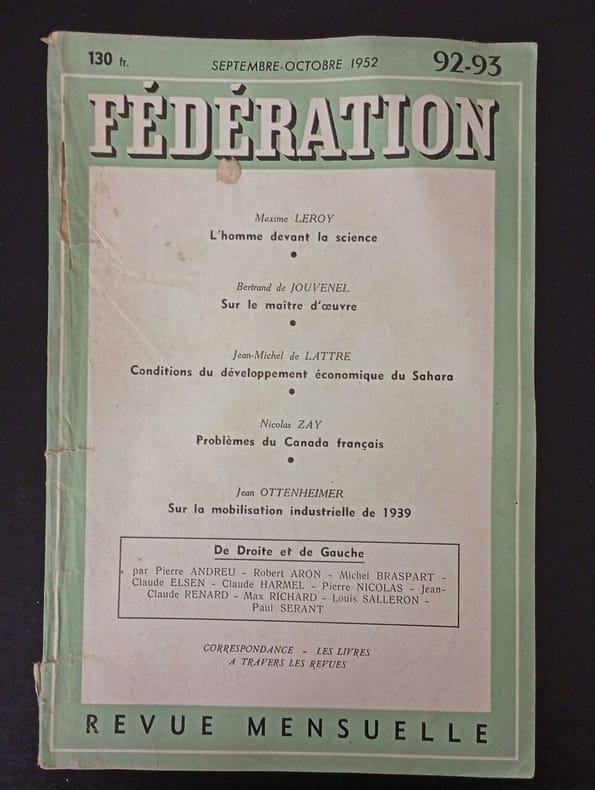 130 fr. SEPTEMBRE-OCTOBRE 1952 92-93
FÉDÉRATION
Maxime LEROY
L'homme devant la science
Bertrand de JOUVENEL
Sur le maître d'œuvre
Jean-Michel de LATTRE
Conditions du développement économique du Sahara
Nicolas ZAY
Problèmes du Canada français
Jean OTTENHEIMER
Sur la mobilisation industrielle de 1939
De Droite et de Gauche
par Pierre ANDREU - Robert ARON - Michel BRASPART -
Claude ELSEN - Claude HARMEL - Pierre NICOLAS - Jean-
Claude RENARD - Max RICHARD - Louis SALLERON -
Paul SERANT
CORRESPONDANCE - LES LIVRES
A TRAVERS LES REVUES
REVUE MENSUELLE